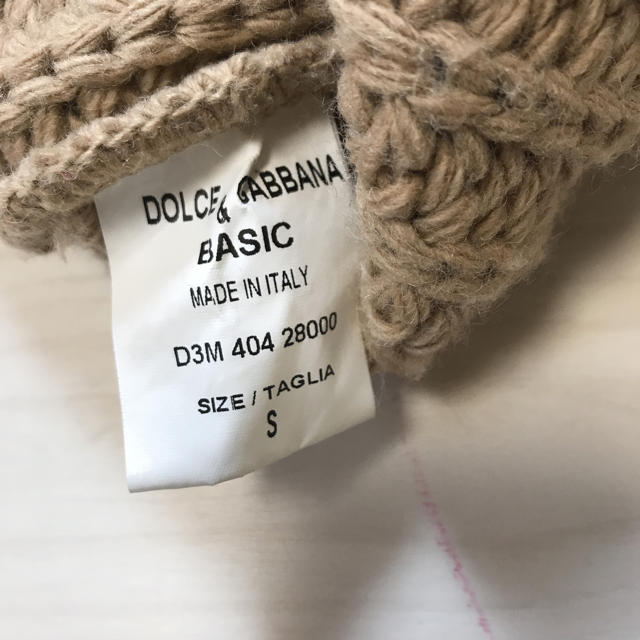 DOLCE & GABBANA
BASIC
MADE IN ITALY
D3M 404 28000
SIZE / TAGLIA
S